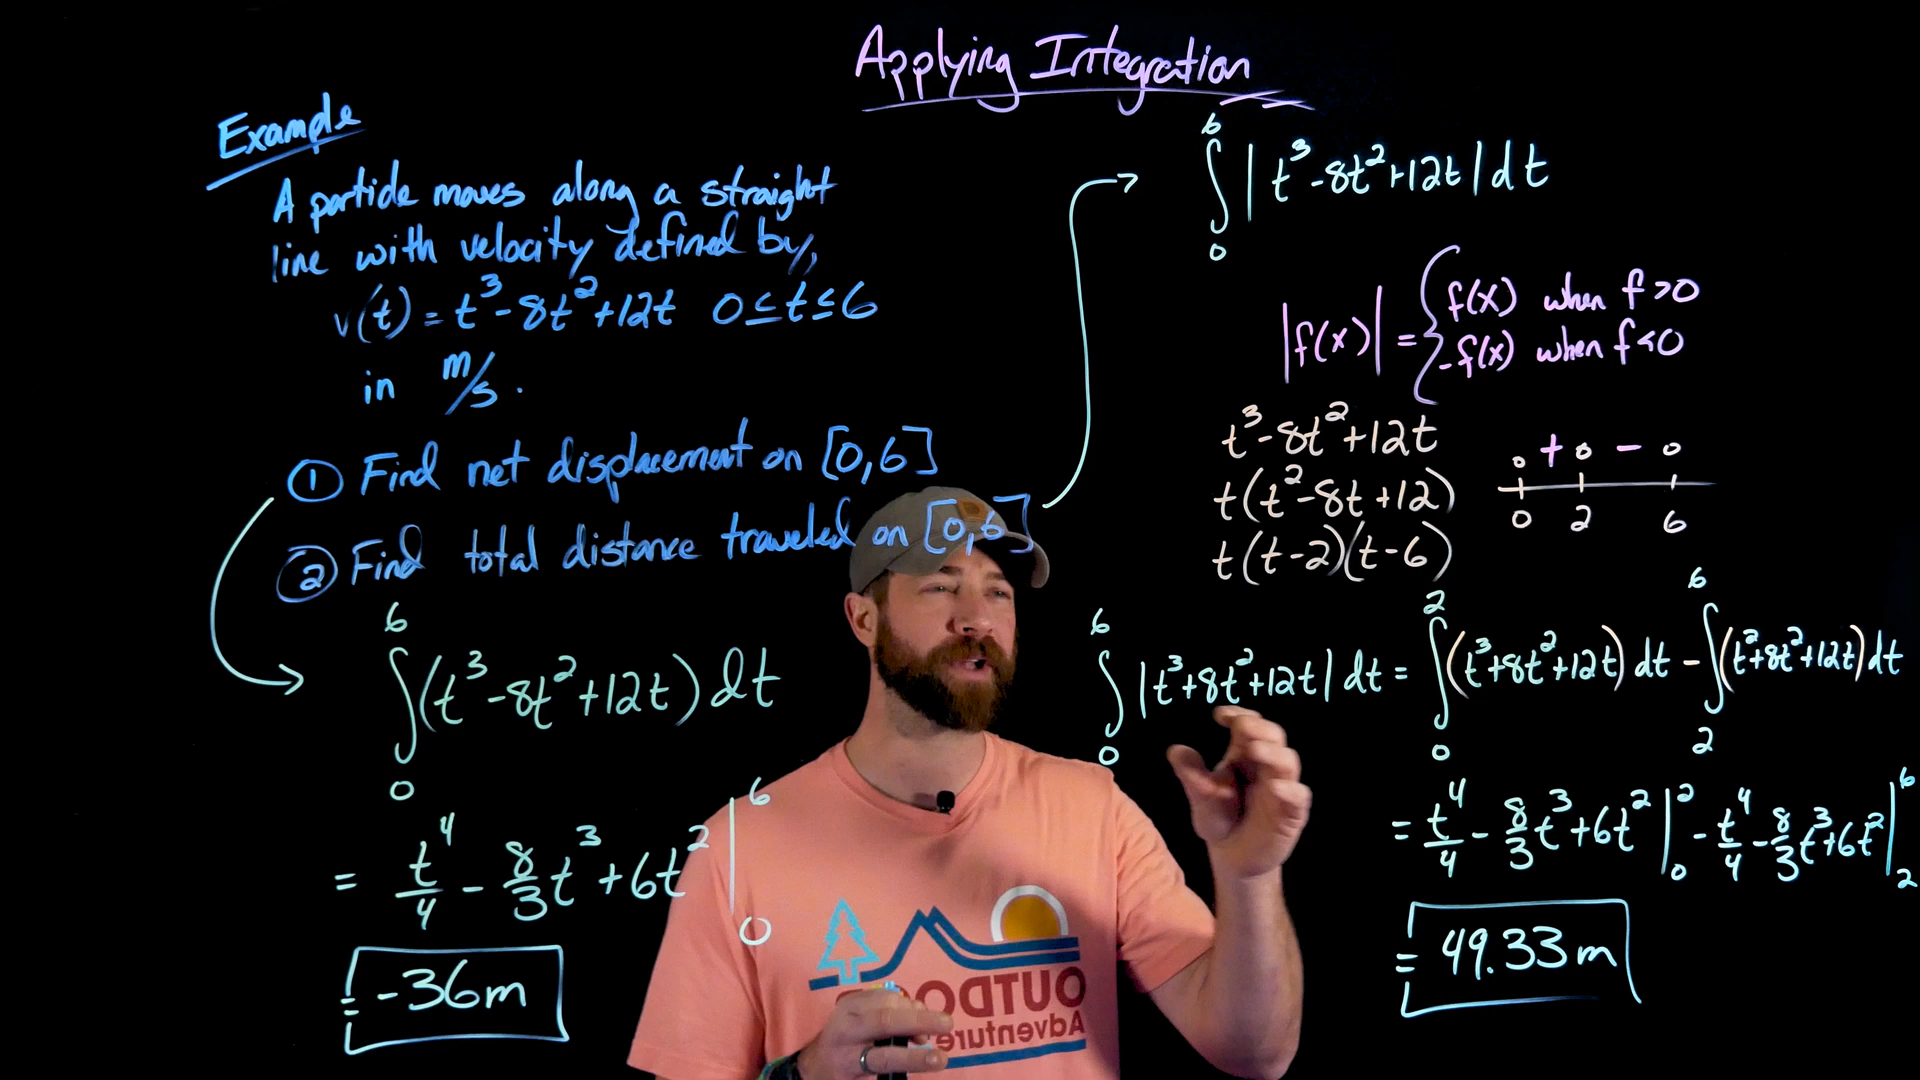 Applying Integration
Example
A particle moves along a straight
line with velocity defined by,
v(t) = t³-8t²+12t 0≤t≤6
in m/s.
① Find net displacement on [0,6]
② Find total distance traveled on [0,6]
∫₀⁶ (t³-8t²+12t) dt
= t⁴/4 - 8/3 t³ + 6t² |₀⁶
= -36m
∫₀⁶ | t³-8t²+12t | dt
|f(x)| = { f(x) when f>0
-f(x) when f<0
t³-8t²+12t
t(t²-8t+12)
t(t-2)(t-6)
0 + 0 - 0
0 2 6
∫₀⁶ |t³+8t²+12t| dt = ∫₀² (t³+8t²+12t) dt - ∫₂⁶ (t²+8t²+12t) dt
= t⁴/4 - 8/3 t³+6t² |₀² - t⁴/4 - 8/3 t³+6t² |₂⁶
= 49.33m
OUTDOOR
Adventure